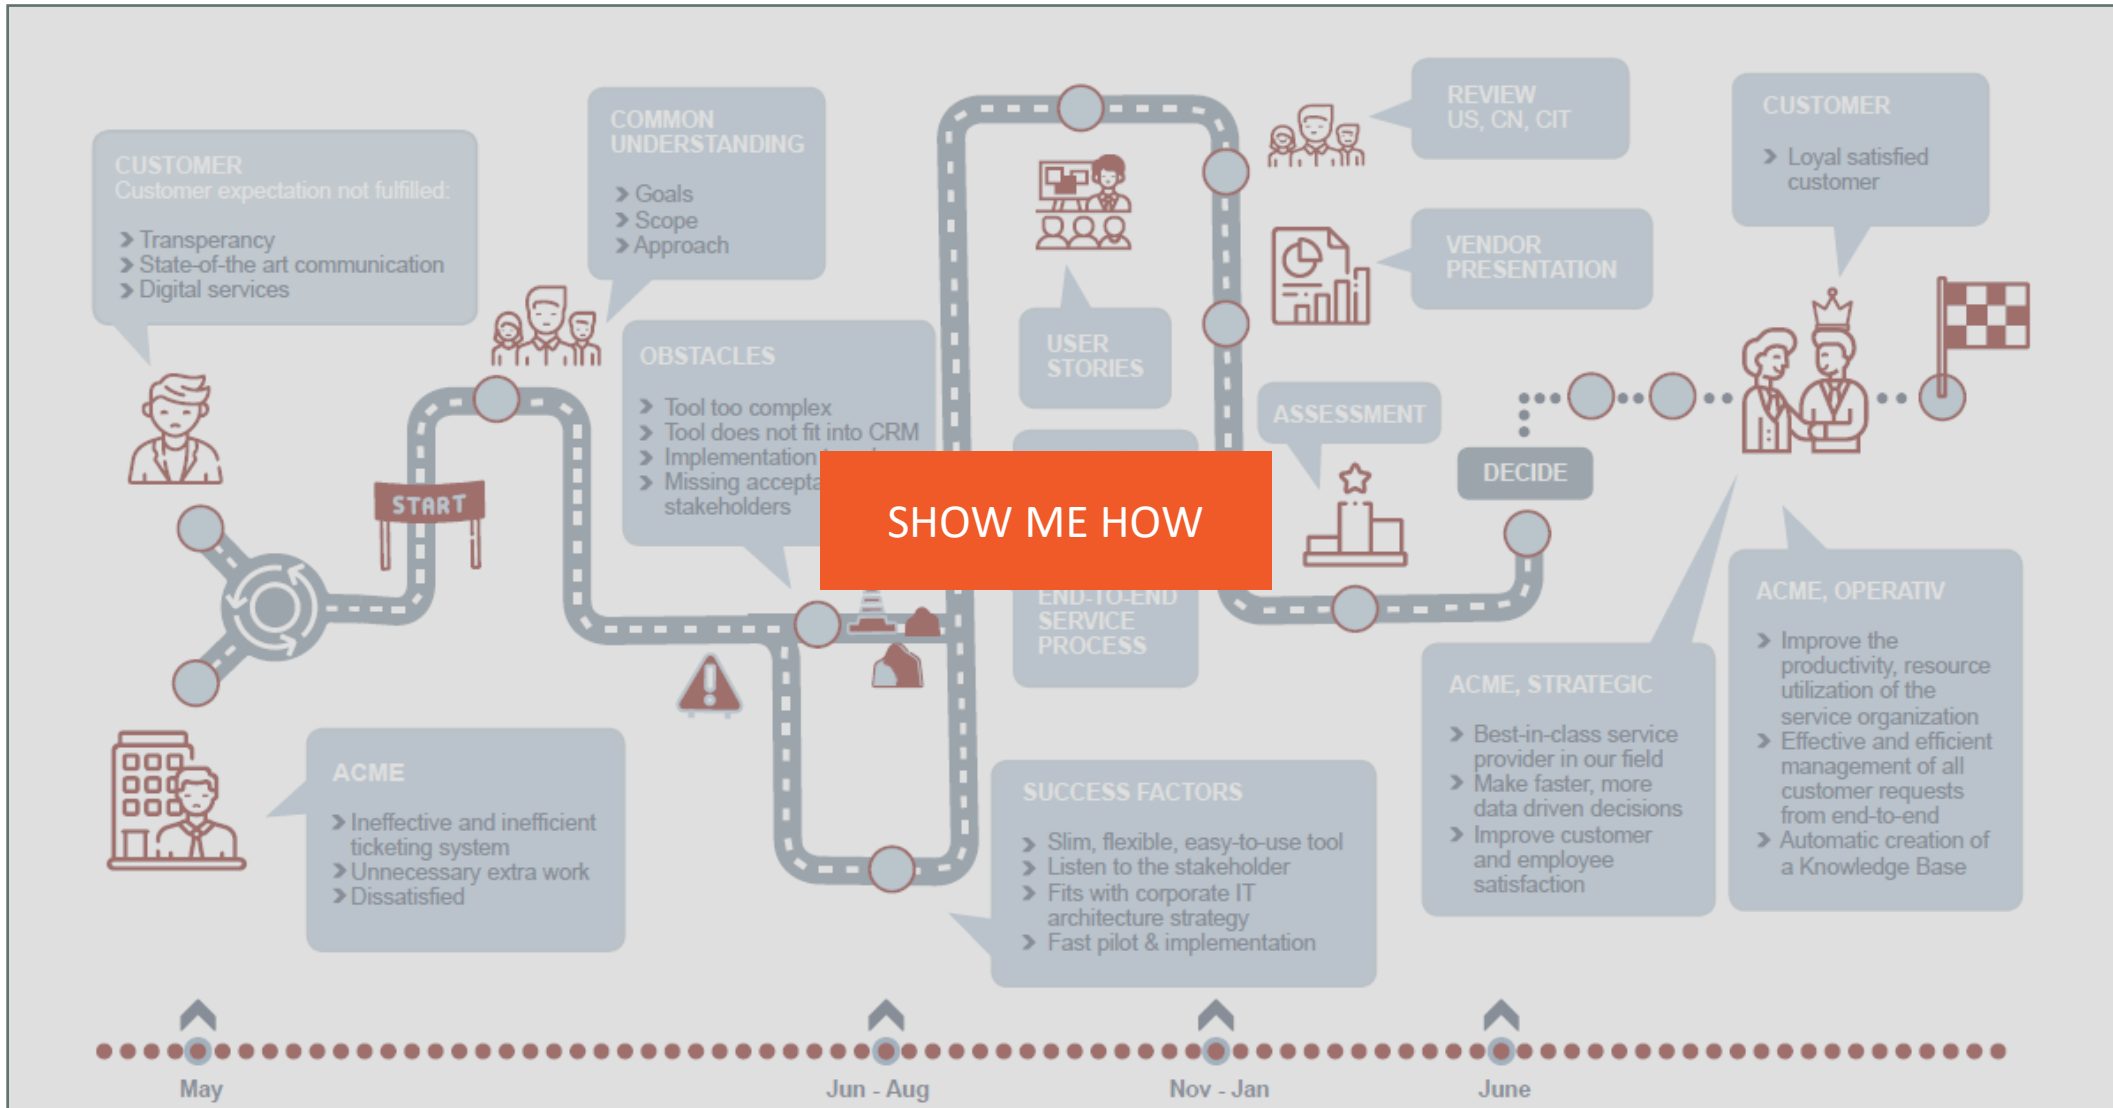 CUSTOMER
Customer expectation not fulfilled:
Transperancy
State-of-the art communication
Digital services
COMMON
UNDERSTANDING
Goals
Scope
Approach
START
OBSTACLES
Tool too complex
Tool does not fit into CRM
Implementation
Missing
stakeholders
ACME
Ineffective and inefficient
ticketing system
Unnecessary extra work
Dissatisfied
SUCCESS FACTORS
Slim, flexible, easy-to-use tool
Listen to the stakeholder
Fits with corporate IT
architecture strategy
Fast pilot & implementation
USER
STORIES
SHOW ME HOW
END-TO-END
SERVICE
PROCESS
REVIEW
US, CN, CIT
VENDOR
PRESENTATION
ASSESSMENT
DECIDE
CUSTOMER
Loyal satisfied
customer
ACME, STRATEGIC
Best-in-class service
provider in our field
Make faster, more
data driven decisions
Improve customer
and employee
satisfaction
ACME, OPERATIV
Improve the
productivity, resource
utilization of the
service organization
Effective and efficient
management of all
customer requests
from end-to-end
Automatic creation of
a Knowledge Base
May
Jun - Aug
Nov - Jan
June